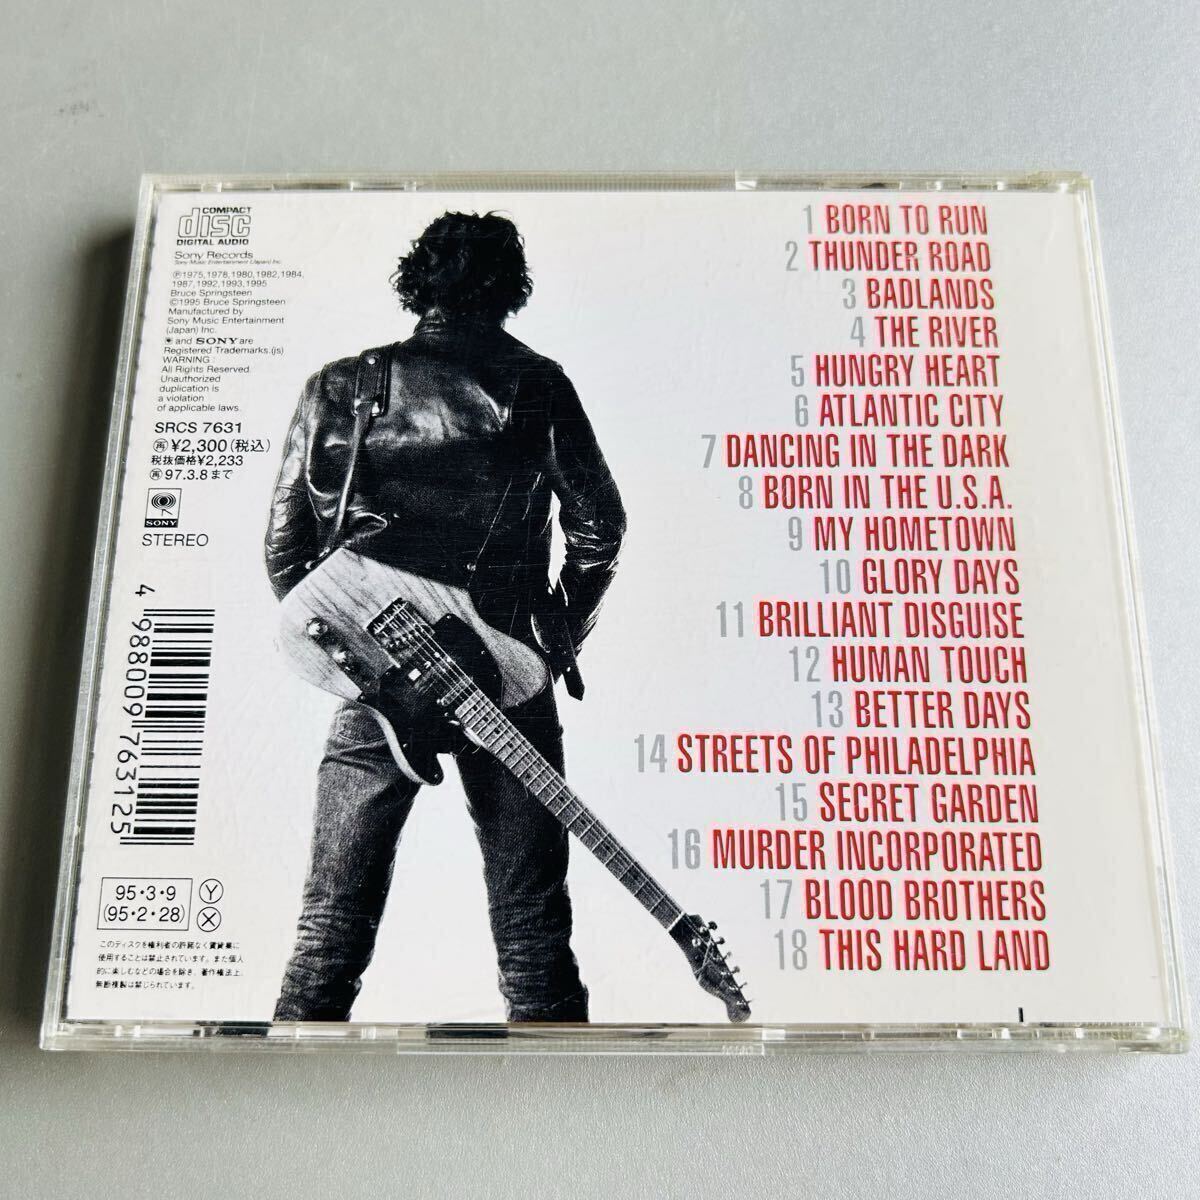 COMPACT
disc
DIGITAL AUDIO
Sony Records
Sony Music Entertainment (Japan) Inc.
Ⓟ1975,1978,1980,1982,1984,
1987,1992,1993,1995
Bruce Springsteen
©1995 Bruce Springsteen
Manufactured by
Sony Music Entertainment
(Japan) Inc.
and SONY are
Registered Trademarks.(js)
WARNING :
All Rights Reserved.
Unauthorized
duplication is
a violation
of applicable laws.
SRCS 7631
再¥2,300(税込)
税抜価格¥2,233
再97.3.8まで
SONY
STEREO
4 988009 763125
95・3・9
(95・2・28)
Y
X
このディスクを権利者の許諾なく賃貸業に
使用することは禁止されています。また個人
的に楽しむなどの場合を除き、著作権法上、
無断複製は禁じられています。
1 BORN TO RUN
2 THUNDER ROAD
3 BADLANDS
4 THE RIVER
5 HUNGRY HEART
6 ATLANTIC CITY
7 DANCING IN THE DARK
8 BORN IN THE U.S.A.
9 MY HOMETOWN
10 GLORY DAYS
11 BRILLIANT DISGUISE
12 HUMAN TOUCH
13 BETTER DAYS
14 STREETS OF PHILADELPHIA
15 SECRET GARDEN
16 MURDER INCORPORATED
17 BLOOD BROTHERS
18 THIS HARD LAND